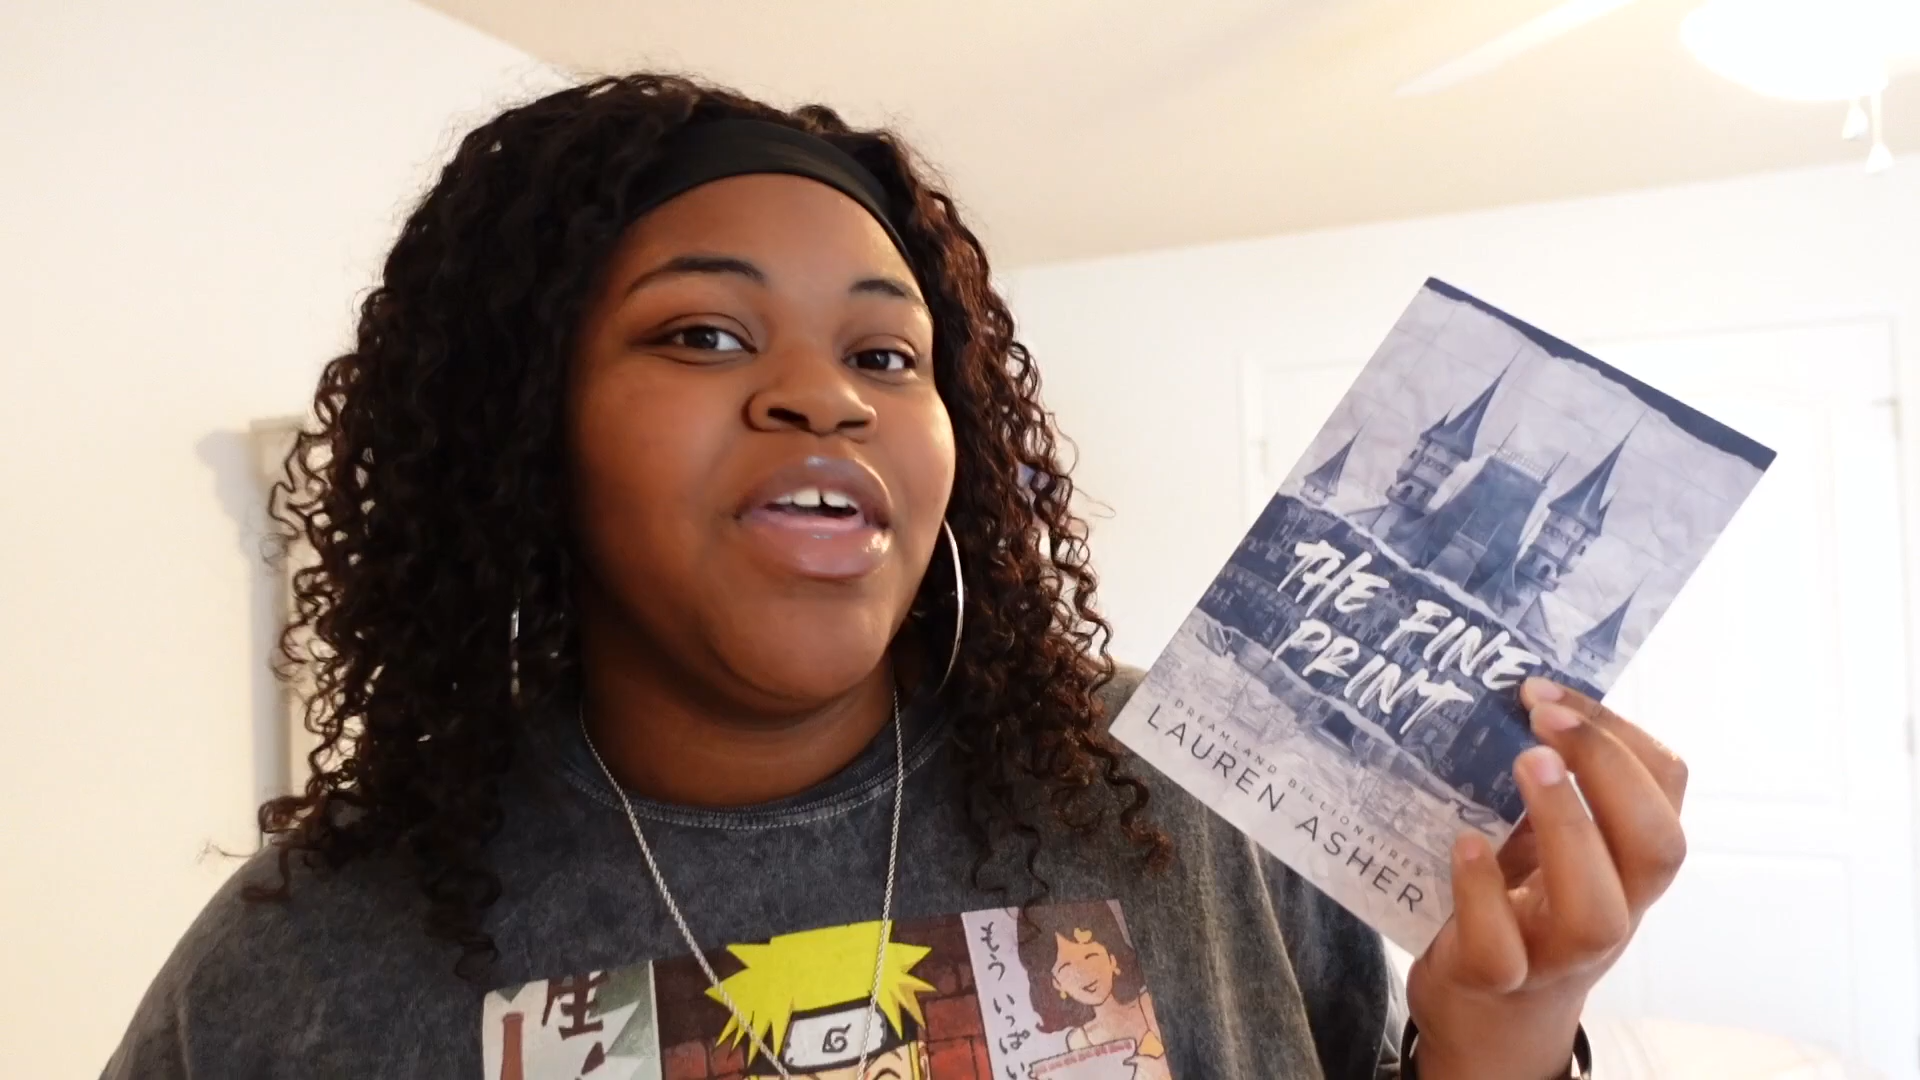 THE FINE
PRINT
DREAMLAND BILLIONAIRES
LAUREN ASHER
もういっぱい